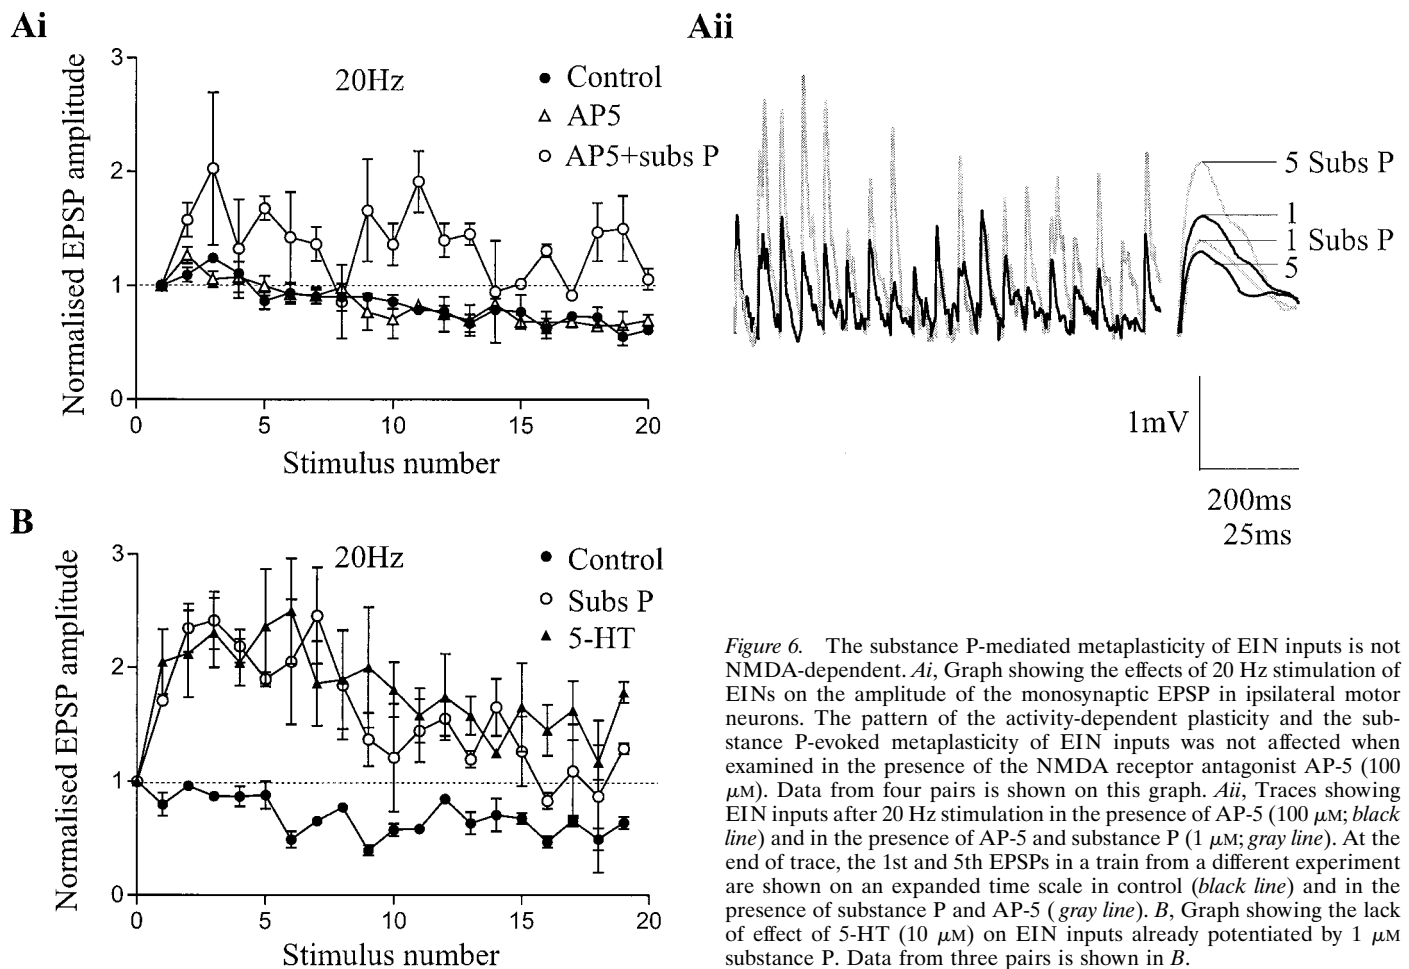 Ai
3
2
1
0
Normalised EPSP amplitude
20Hz
Control
AP5
AP5+subs P
0 5 10 15 20
Stimulus number
Aii
5 Subs P
1
1 Subs P
5
1mV
200ms
25ms
B
3
2
1
0
Normalised EPSP amplitude
20Hz
Control
Subs P
5-HT
0 5 10 15 20
Stimulus number
Figure 6. The substance P-mediated metaplasticity of EIN inputs is not
NMDA-dependent. Ai, Graph showing the effects of 20 Hz stimulation of
EINs on the amplitude of the monosynaptic EPSP in ipsilateral motor
neurons. The pattern of the activity-dependent plasticity and the sub-
stance P-evoked metaplasticity of EIN inputs was not affected when
examined in the presence of the NMDA receptor antagonist AP-5 (100
μM). Data from four pairs is shown on this graph. Aii, Traces showing
EIN inputs after 20 Hz stimulation in the presence of AP-5 (100 μM; black
line) and in the presence of AP-5 and substance P (1 μM; gray line). At the
end of trace, the 1st and 5th EPSPs in a train from a different experiment
are shown on an expanded time scale in control (black line) and in the
presence of substance P and AP-5 ( gray line). B, Graph showing the lack
of effect of 5-HT (10 μM) on EIN inputs already potentiated by 1 μM
substance P. Data from three pairs is shown in B.